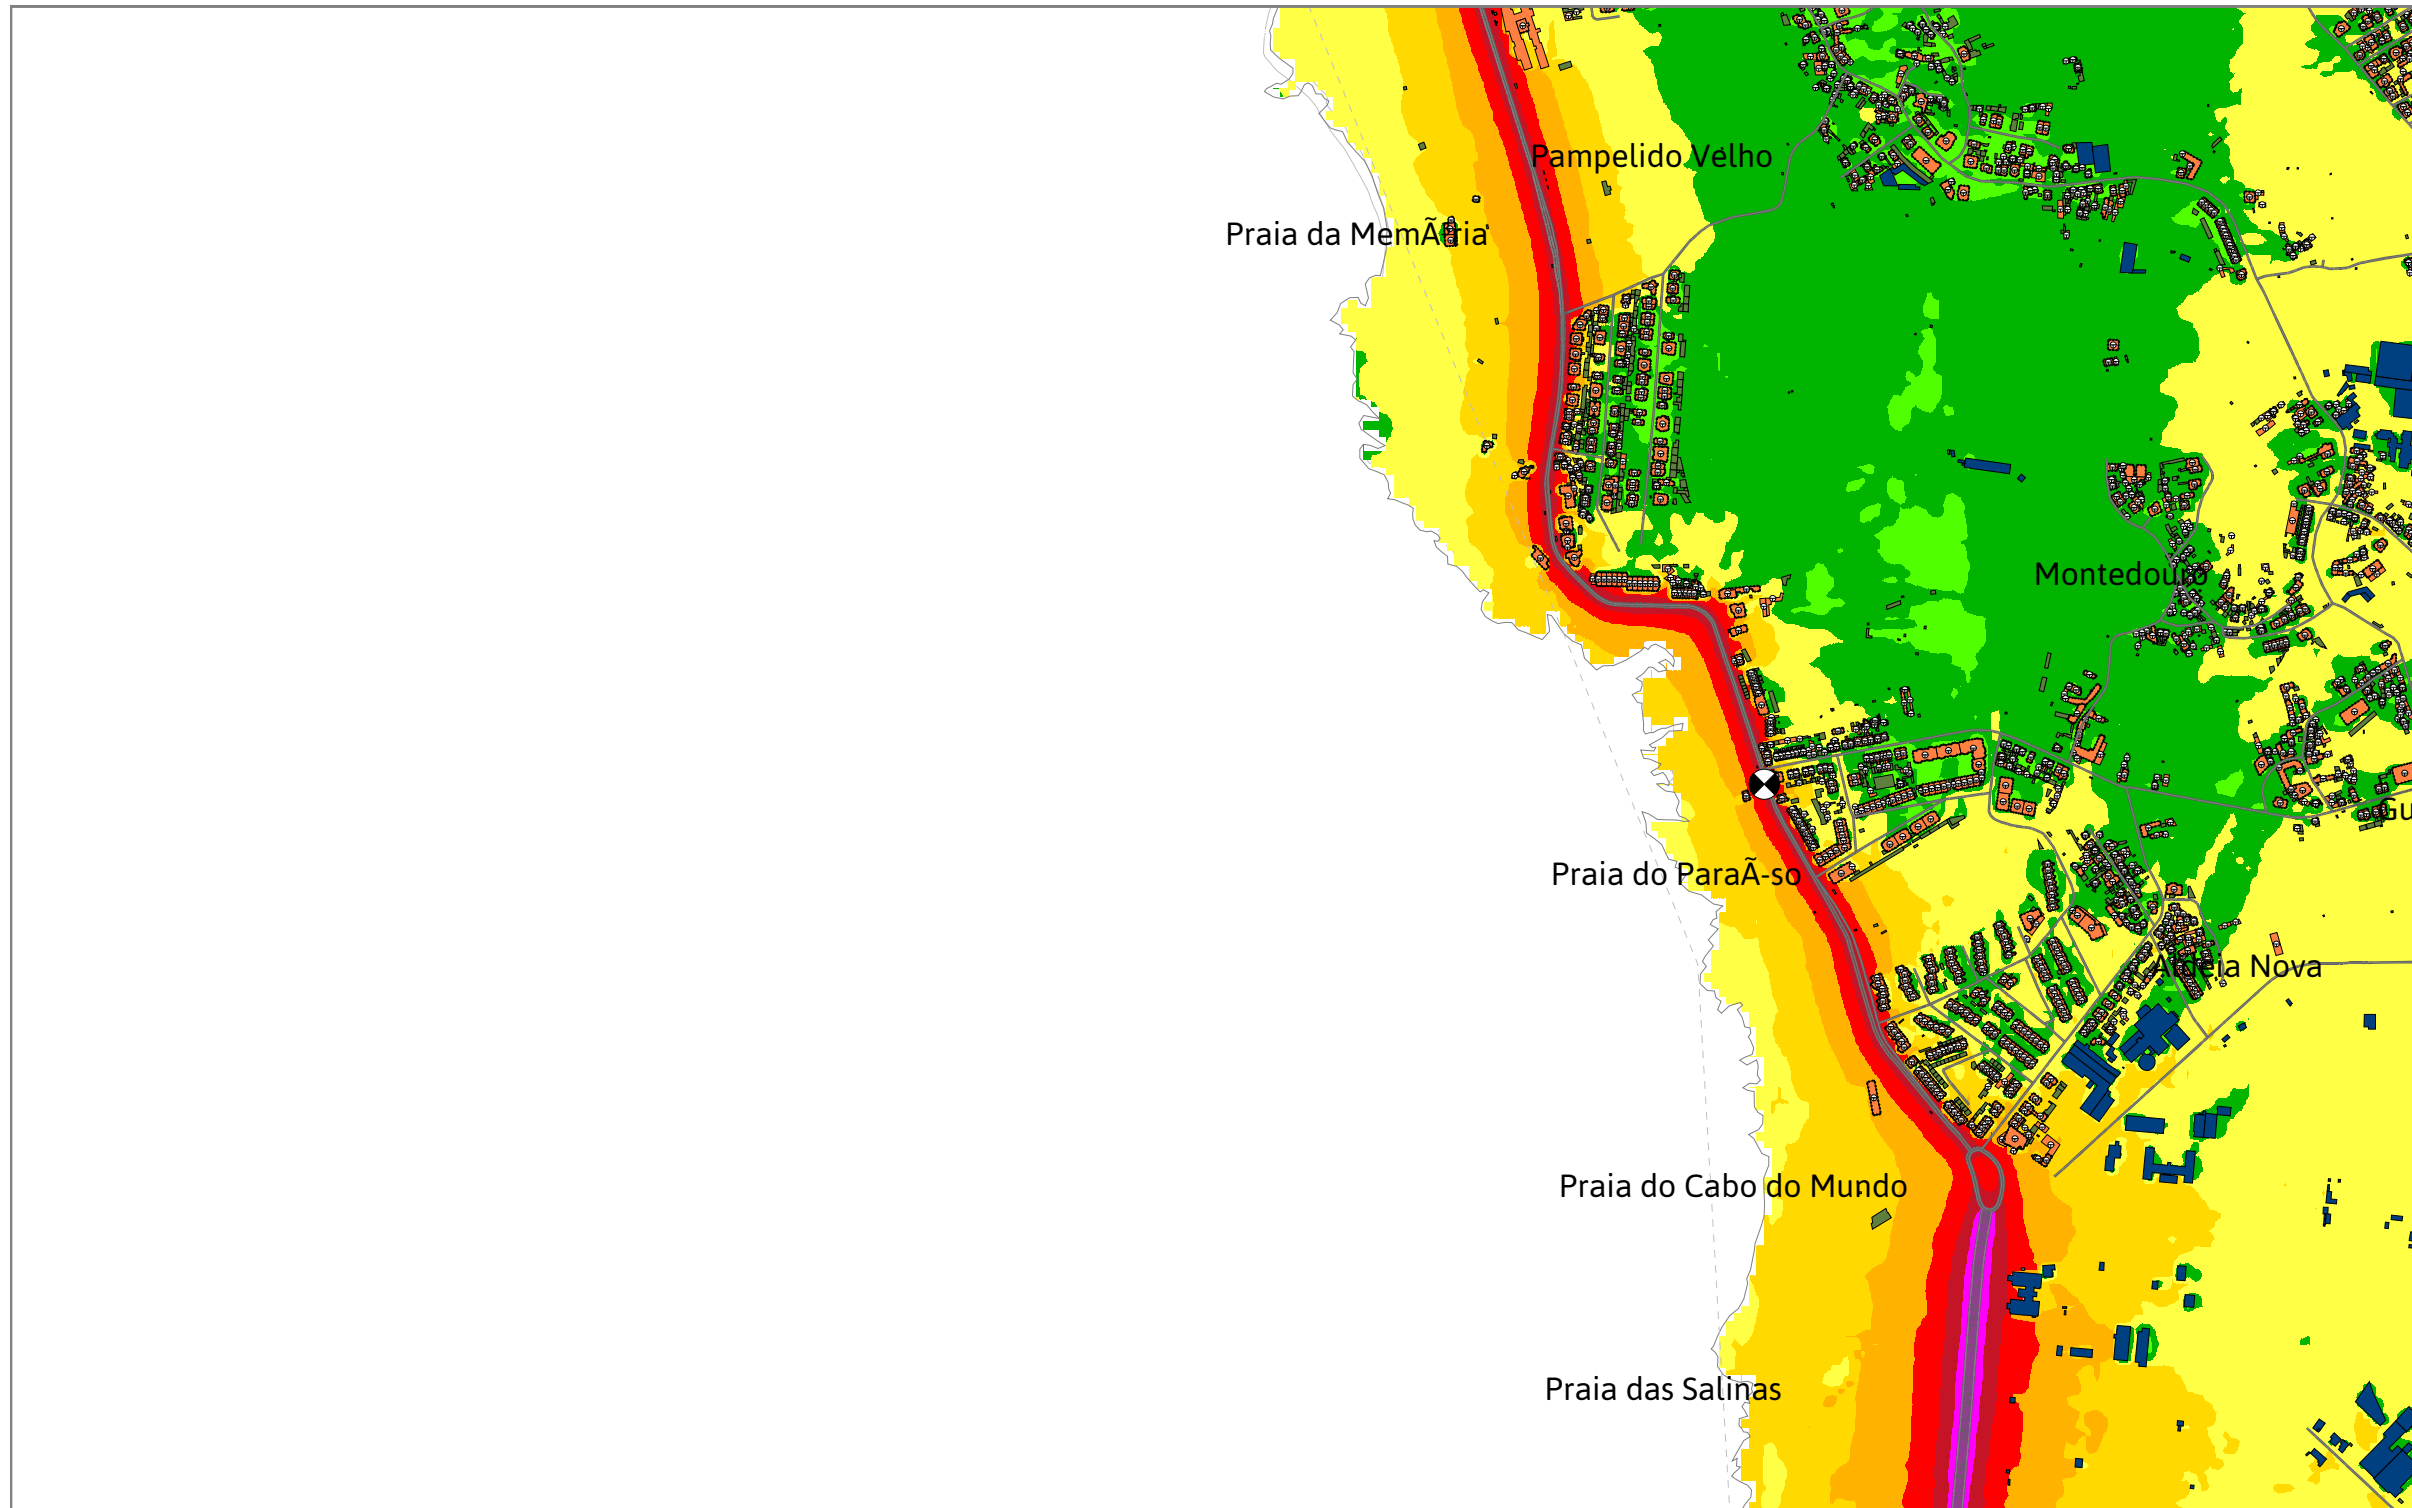 Pampelido Velho
Praia da MemÃ³ria
Montedouro
Gu
Praia do ParaÃ-so
Aldeia Nova
Praia do Cabo do Mundo
Praia das Salinas